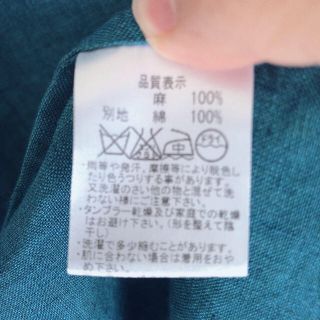 品質表示
麻 100%
別地 綿 100%
ドライ
・雨等や発汗、摩擦等により脱色し
たり色うつりする事があります。
又洗濯のさい他の物と混ぜて洗
わない様にご注意下さい。
・タンブラー乾燥及び家庭での乾燥
はお避け下さい。(形を整えて陰
干し)
・洗濯で多少縮むことがあります。
・肌に合わない場合は着用をおや
め下さい。